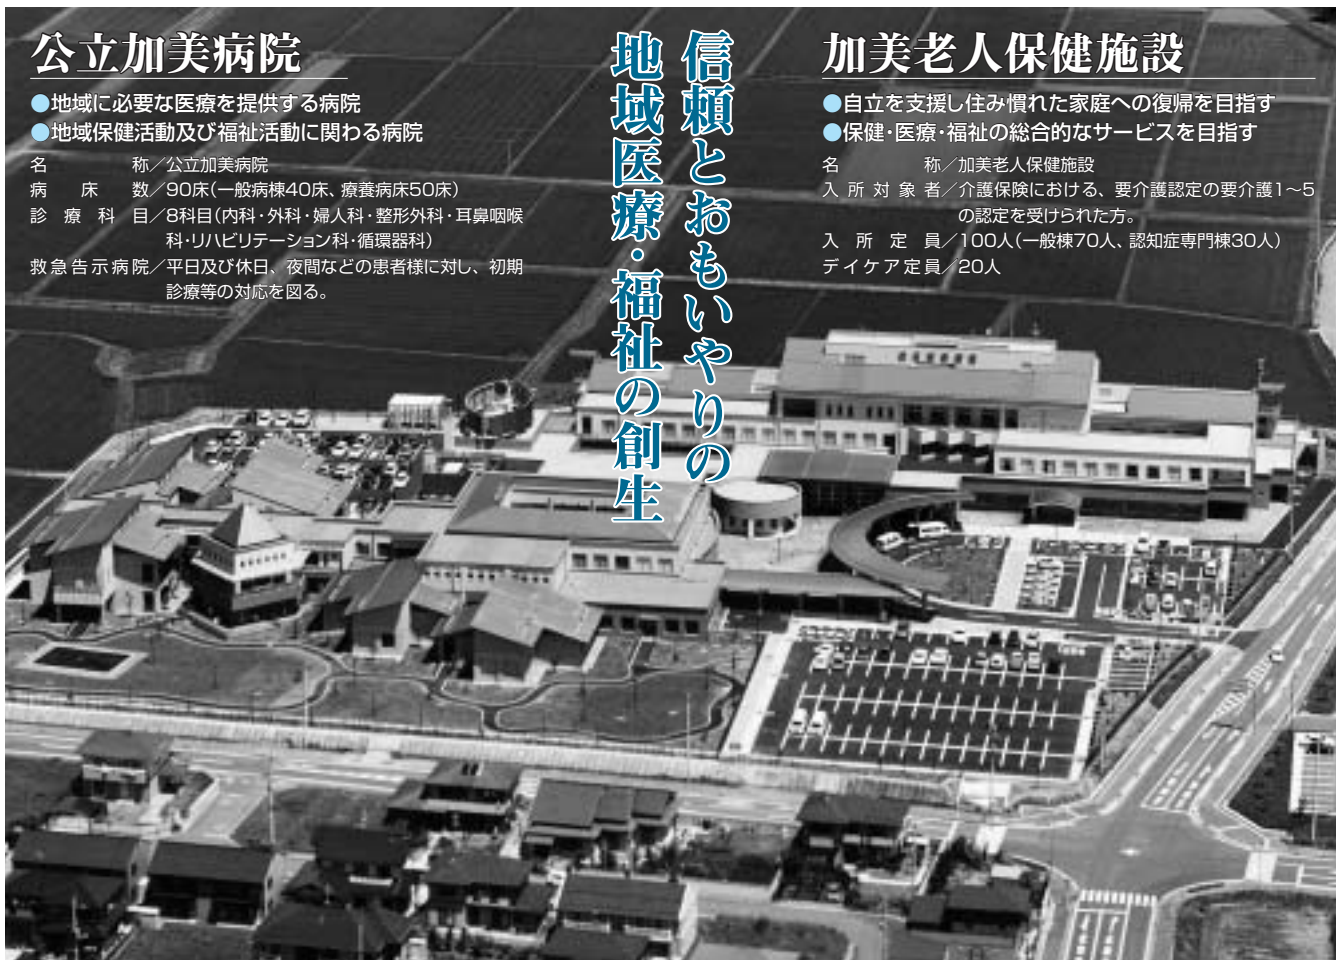 公立加美病院
●地域に必要な医療を提供する病院
●地域保健活動及び福祉活動に関わる病院
名称／公立加美病院
病床数／90床(一般病棟40床、療養病床50床)
診療科目／8科目(内科・外科・婦人科・整形外科・耳鼻咽喉
科・リハビリテーション科・循環器科)
救急告示病院／平日及び休日、夜間などの患者様に対し、初期
診療等の対応を図る。
信頼とおもいやりの
地域医療・福祉の創生
加美老人保健施設
●自立を支援し住み慣れた家庭への復帰を目指す
●保健・医療・福祉の総合的なサービスを目指す
名称／加美老人保健施設
入所対象者／介護保険における、要介護認定の要介護1〜5
の認定を受けられた方。
入所定員／100人(一般棟70人、認知症専門棟30人)
デイケア定員／20人